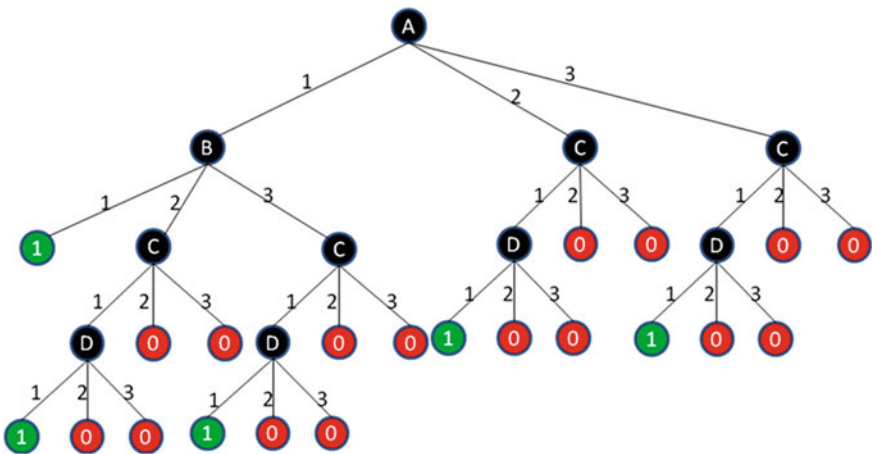 A
1 2 3
B C C
1 2 3 1 2 3 1 2 3
1 C C D 0 0 D 0 0
1 2 3 1 2 3 1 2 3 1 2 3
D 0 0 D 0 0 1 0 0 1 0 0
1 2 3 1 2 3
1 0 0 1 0 0